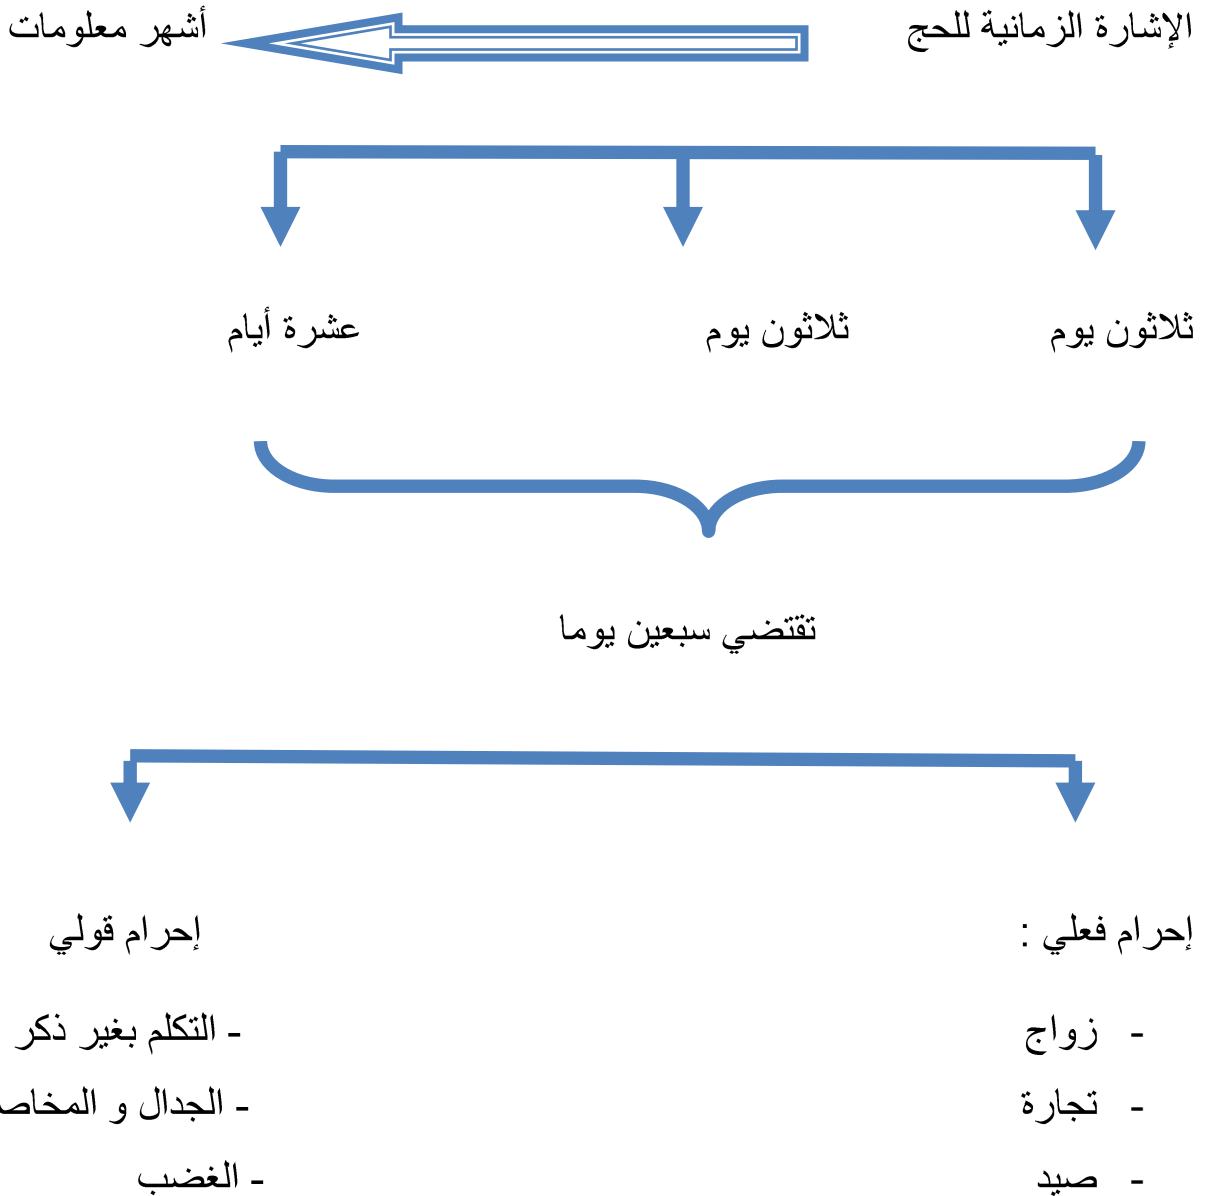 الإشارة الزمانية للحج أشهر معلومات
ثلاثون يوم ثلاثون يوم عشرة أيام
تقتضي سبعين يوما
إحرام فعلي : إحرام قولي
- زواج - التكلم بغير ذكر
- تجارة - الجدال و
- صيد - الغضب